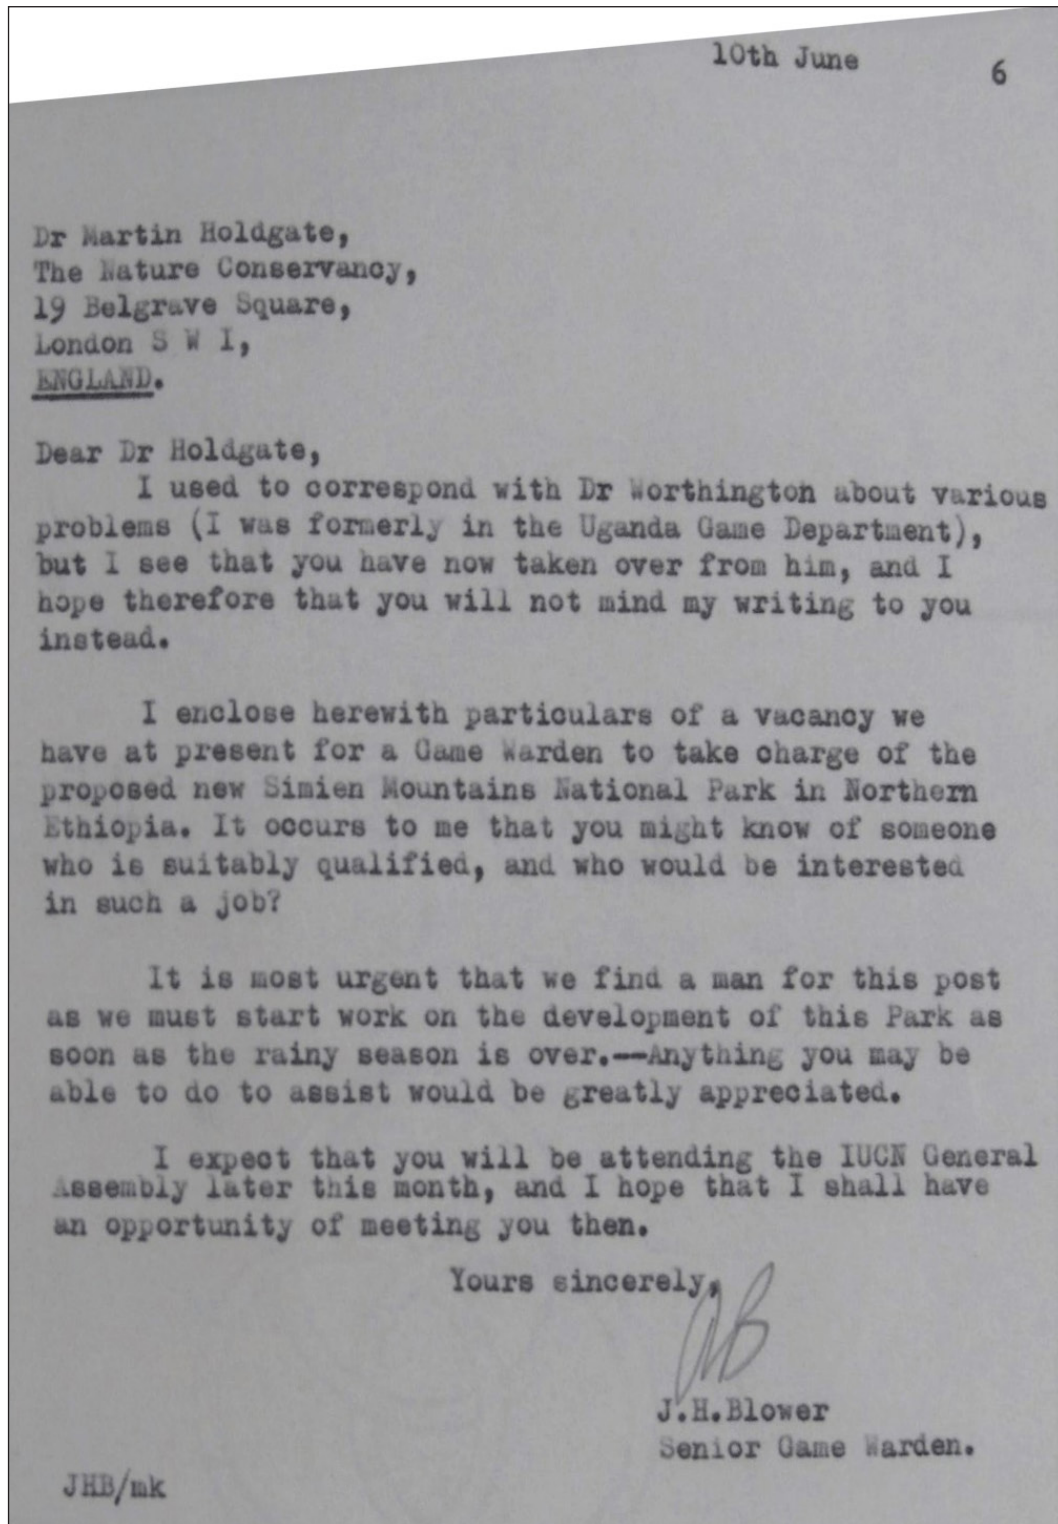 10th June 6
Dr Martin Holdgate,
The Nature Conservancy,
19 Belgrave Square,
London S W I,
ENGLAND.
Dear Dr Holdgate,
I used to correspond with Dr Worthington about various
problems (I was formerly in the Uganda Game Department),
but I see that you have now taken over from him, and I
hope therefore that you will not mind my writing to you
instead.
I enclose herewith particulars of a vacancy we
have at present for a Game Warden to take charge of the
proposed new Simien Mountains National Park in Northern
Ethiopia. It occurs to me that you might know of someone
who is suitably qualified, and who would be interested
in such a job?
It is most urgent that we find a man for this post
as we must start work on the development of this Park as
soon as the rainy season is over.--Anything you may be
able to do to assist would be greatly appreciated.
I expect that you will be attending the IUCN General
Assembly later this month, and I hope that I shall have
an opportunity of meeting you then.
Yours sincerely,
J.H.Blower
Senior Game Warden.
JHB/mk